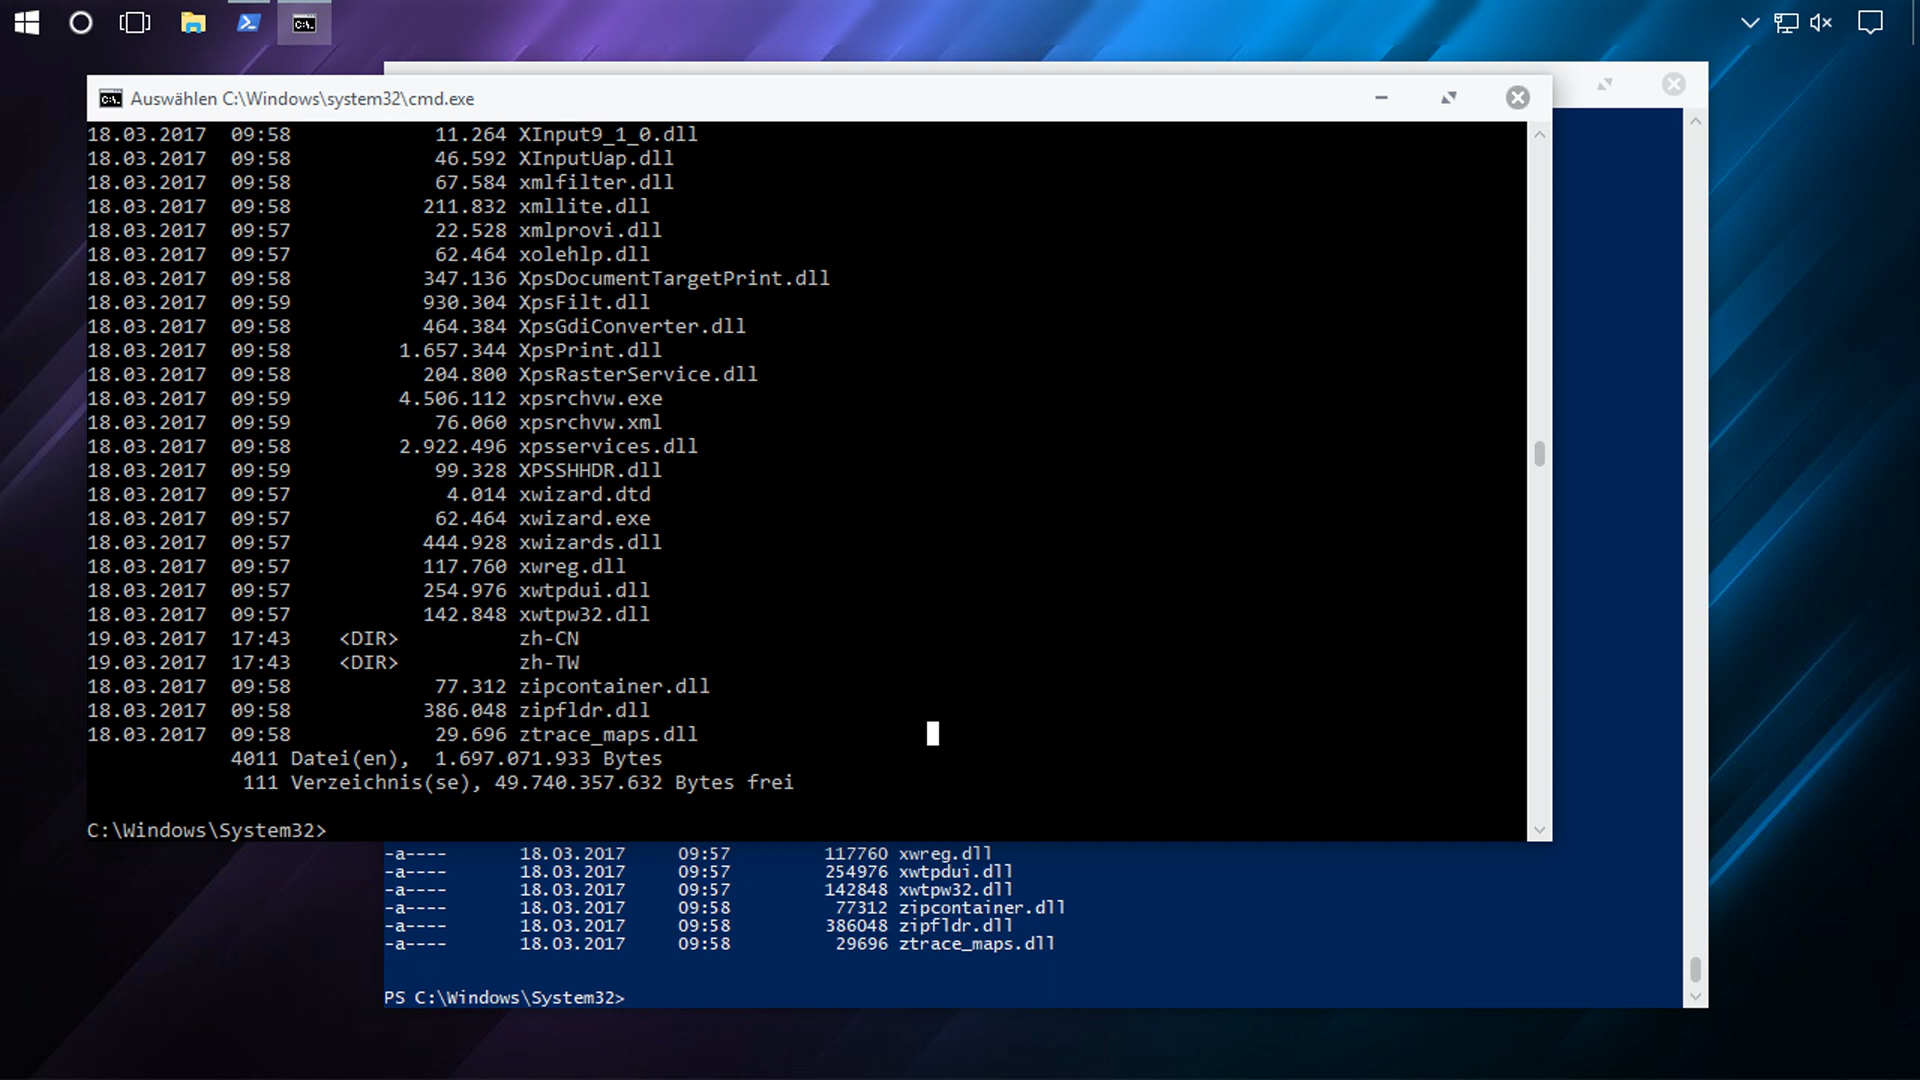 Auswählen C:\Windows\system32\cmd.exe
18.03.2017  09:58            11.264 XInput9_1_0.dll
18.03.2017  09:58            46.592 XInputUap.dll
18.03.2017  09:58            67.584 xmlfilter.dll
18.03.2017  09:58           211.832 xmllite.dll
18.03.2017  09:57            22.528 xmlprovi.dll
18.03.2017  09:57            62.464 xolehlp.dll
18.03.2017  09:58           347.136 XpsDocumentTargetPrint.dll
18.03.2017  09:59           930.304 XpsFilt.dll
18.03.2017  09:58           464.384 XpsGdiConverter.dll
18.03.2017  09:58         1.657.344 XpsPrint.dll
18.03.2017  09:58           204.800 XpsRasterService.dll
18.03.2017  09:59         4.506.112 xpsrchvw.exe
18.03.2017  09:59            76.060 xpsrchvw.xml
18.03.2017  09:58         2.922.496 xpsservices.dll
18.03.2017  09:59            99.328 XPSSHHDR.dll
18.03.2017  09:57             4.014 xwizard.dtd
18.03.2017  09:57            62.464 xwizard.exe
18.03.2017  09:57           444.928 xwizards.dll
18.03.2017  09:57           117.760 xwreg.dll
18.03.2017  09:57           254.976 xwtpdui.dll
18.03.2017  09:57           142.848 xwtpw32.dll
19.03.2017  17:43    <DIR>          zh-CN
19.03.2017  17:43    <DIR>          zh-TW
18.03.2017  09:58            77.312 zipcontainer.dll
18.03.2017  09:58           386.048 zipfldr.dll
18.03.2017  09:58            29.696 ztrace_maps.dll
4011 Datei(en),  1.697.071.933 Bytes
111 Verzeichnis(se), 49.740.357.632 Bytes frei
C:\Windows\System32>
-a----       18.03.2017     09:57         117760 xwreg.dll
-a----       18.03.2017     09:57         254976 xwtpdui.dll
-a----       18.03.2017     09:57         142848 xwtpw32.dll
-a----       18.03.2017     09:58          77312 zipcontainer.dll
-a----       18.03.2017     09:58         386048 zipfldr.dll
-a----       18.03.2017     09:58          29696 ztrace_maps.dll
PS C:\Windows\System32>